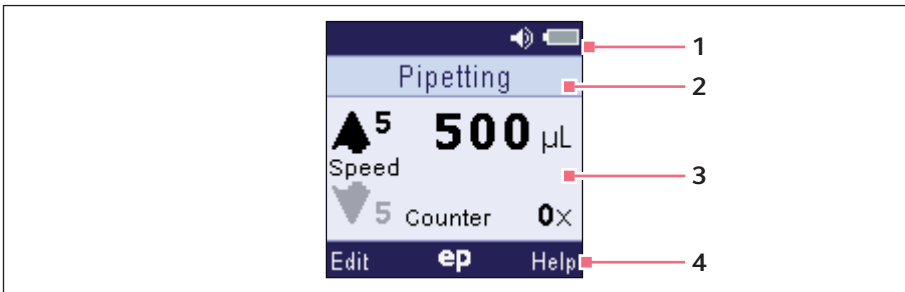 1
Pipetting
2
5 500 µL
Speed
3
5 Counter 0x
Edit ep Help
4